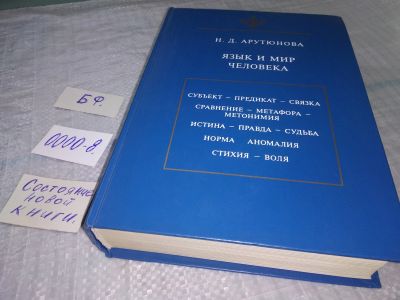 Н. Д. АРУТЮНОВА
ЯЗЫК И МИР
ЧЕЛОВЕКА
СУБЪЕКТ – ПРЕДИКАТ – СВЯЗКА
СРАВНЕНИЕ – МЕТАФОРА –
МЕТОНИМИЯ
ИСТИНА – ПРАВДА – СУДЬБА
НОРМА АНОМАЛИЯ
СТИХИЯ – ВОЛЯ
БФ.
0000-8.
Состояние
новой
книги.